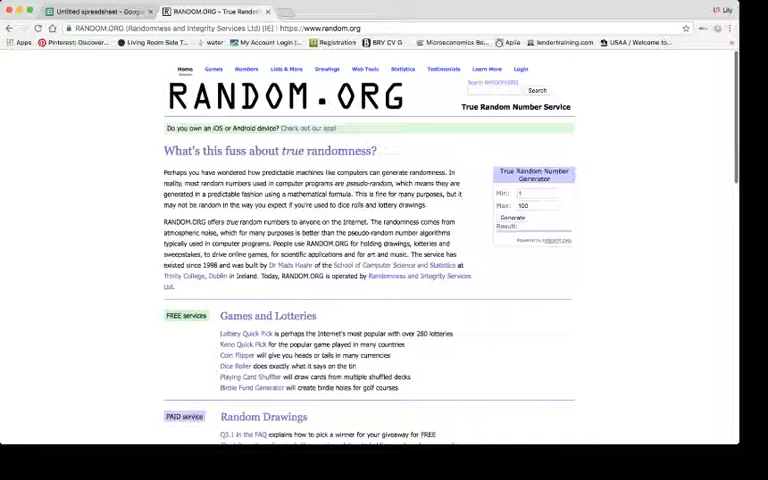 Untitled spreadsheet - Goog
RANDOM.ORG - True Rando
Lily
RANDOM.ORG (Randomness and Integrity Services Ltd) [IE] https://www.random.org
Apps Pinterest: Discover... Living Room Side T... water My Account Login |... Registration BRV CV G Microeconomics Bo... Aplia lendertraining.com USAA / Welcome to...
Home Games Numbers Lists & More Drawings Web Tools Statistics Testimonials Learn More Login
RANDOM.ORG
Search RANDOM.ORG
Search
True Random Number Service
Do you own an iOS or Android device? Check out our app!
What's this fuss about true randomness?
Perhaps you have wondered how predictable machines like computers can generate randomness. In
reality, most random numbers used in computer programs are pseudo-random, which means they are
generated in a predictable fashion using a mathematical formula. This is fine for many purposes, but it
may not be random in the way you expect if you're used to dice rolls and lottery drawings.
RANDOM.ORG offers true random numbers to anyone on the Internet. The randomness comes from
atmospheric noise, which for many purposes is better than the pseudo-random number algorithms
typically used in computer programs. People use RANDOM.ORG for holding drawings, lotteries and
sweepstakes, to drive online games, for scientific applications and for art and music. The service has
existed since 1998 and was built by Dr Mads Haahr of the School of Computer Science and Statistics at
Trinity College, Dublin in Ireland. Today, RANDOM.ORG is operated by Randomness and Integrity Services
Ltd.
True Random Number
Generator
Min: 1
Max: 100
Generate
Result:
Powered by RANDOM.ORG
FREE services
Games and Lotteries
Lottery Quick Pick is perhaps the Internet's most popular with over 280 lotteries
Keno Quick Pick for the popular game played in many countries
Coin Flipper will give you heads or tails in many currencies
Dice Roller does exactly what it says on the tin
Playing Card Shuffler will draw cards from multiple shuffled decks
Birdie Fund Generator will create birdie holes for golf courses
PAID service
Random Drawings
Q3.1 in the FAQ explains how to pick a winner for your giveaway for FREE